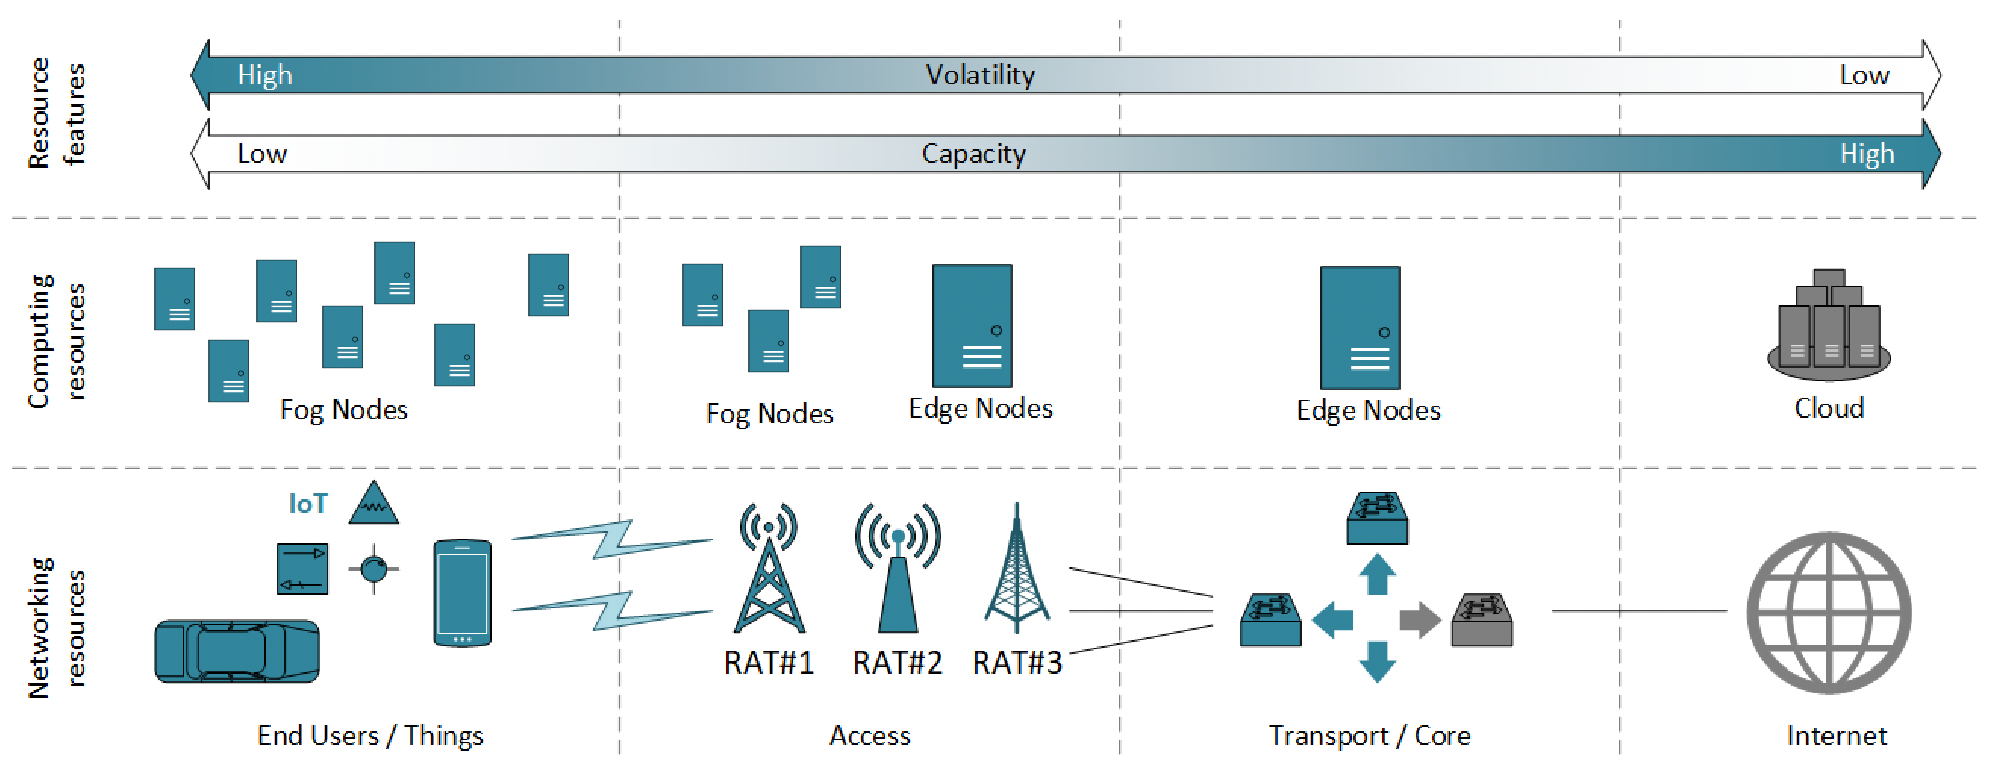 Resource
features
High
Volatility
Low
Low
Capacity
High
Computing
resources
Fog Nodes
Fog Nodes
Edge Nodes
Edge Nodes
Cloud
Networking
resources
IoT
RAT#1
RAT#2
RAT#3
End Users / Things
Access
Transport / Core
Internet